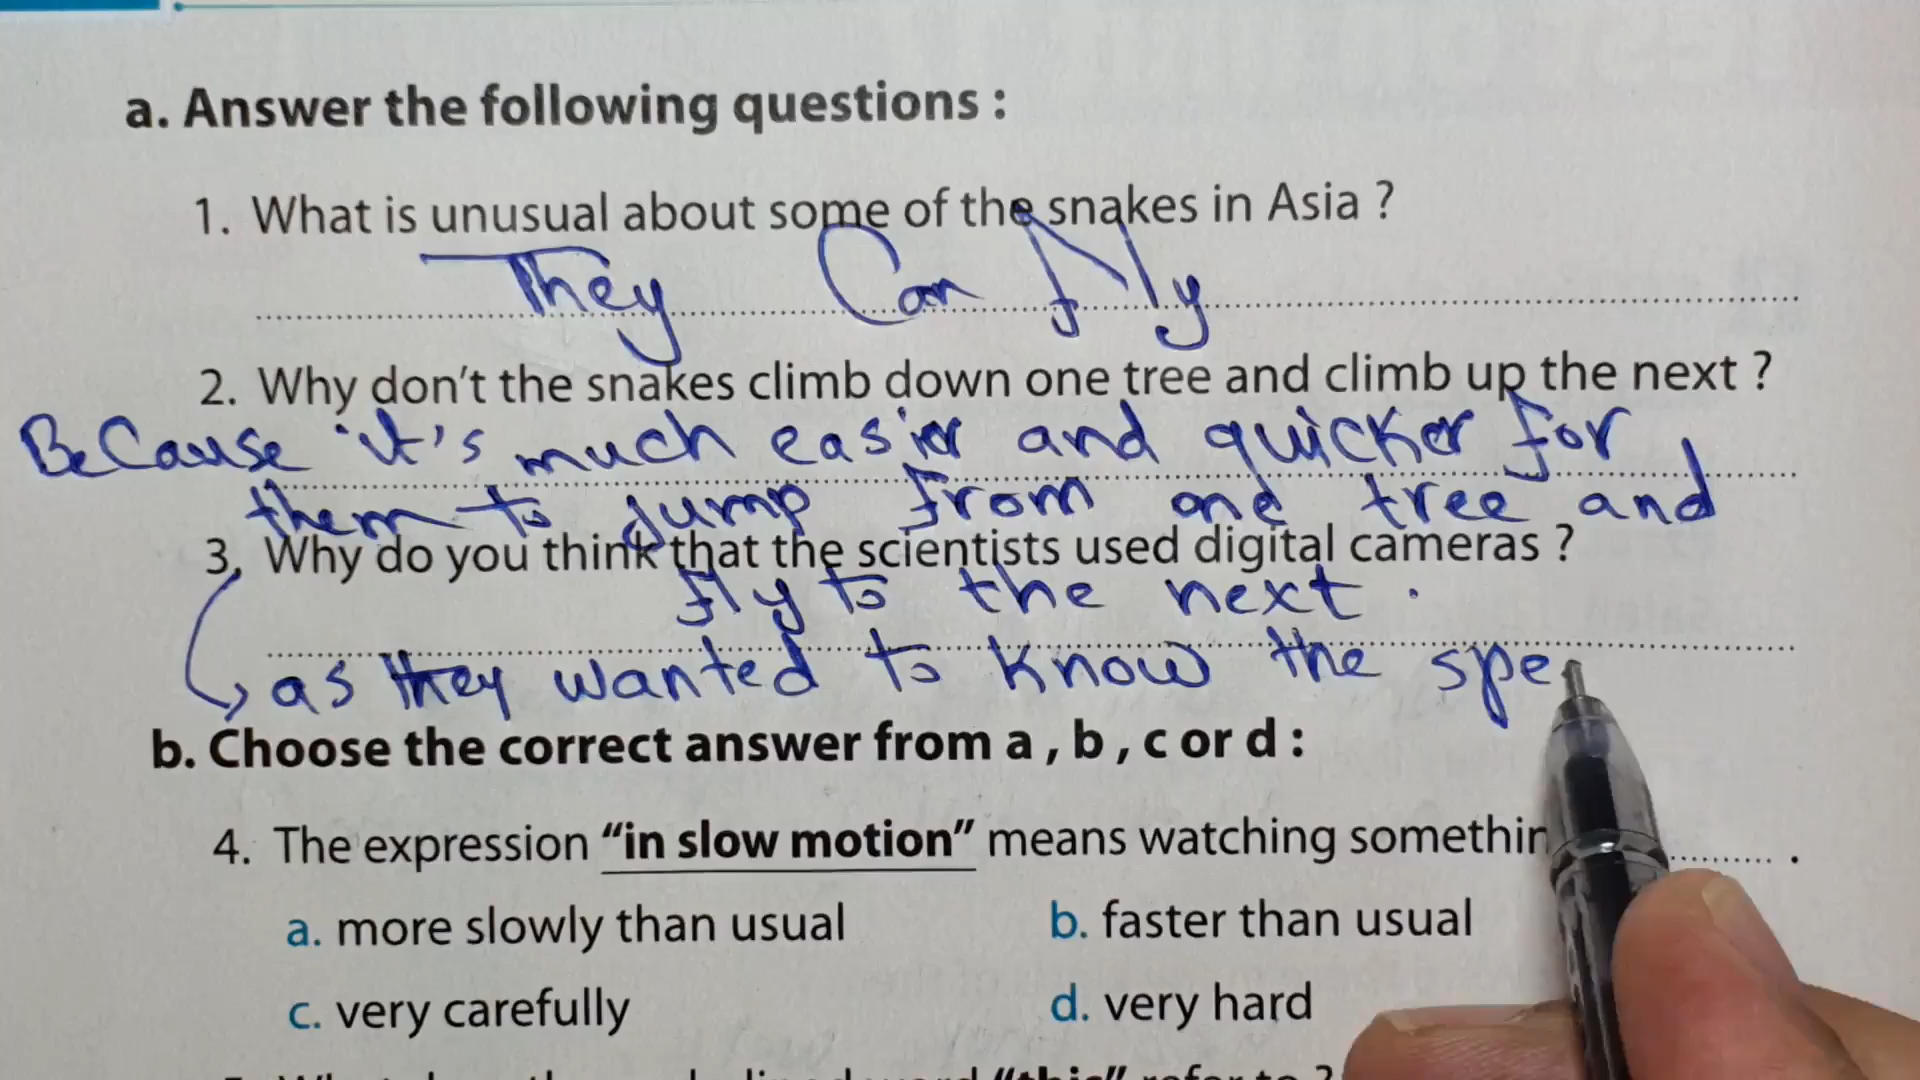 a. Answer the following questions :
1. What is unusual about some of the snakes in Asia ?
They Can fly
2. Why don't the snakes climb down one tree and climb up the next ?
BeCause it's much easier and quicker for
them to jump from one tree and
3. Why do you think that the scientists used digital cameras ?
fly to the next .
as they wanted to know the spe
b. Choose the correct answer from a , b , c or d :
4. The expression "in slow motion" means watching somethin .......... .
a. more slowly than usual
b. faster than usual
c. very carefully
d. very hard
"this" refer to ?